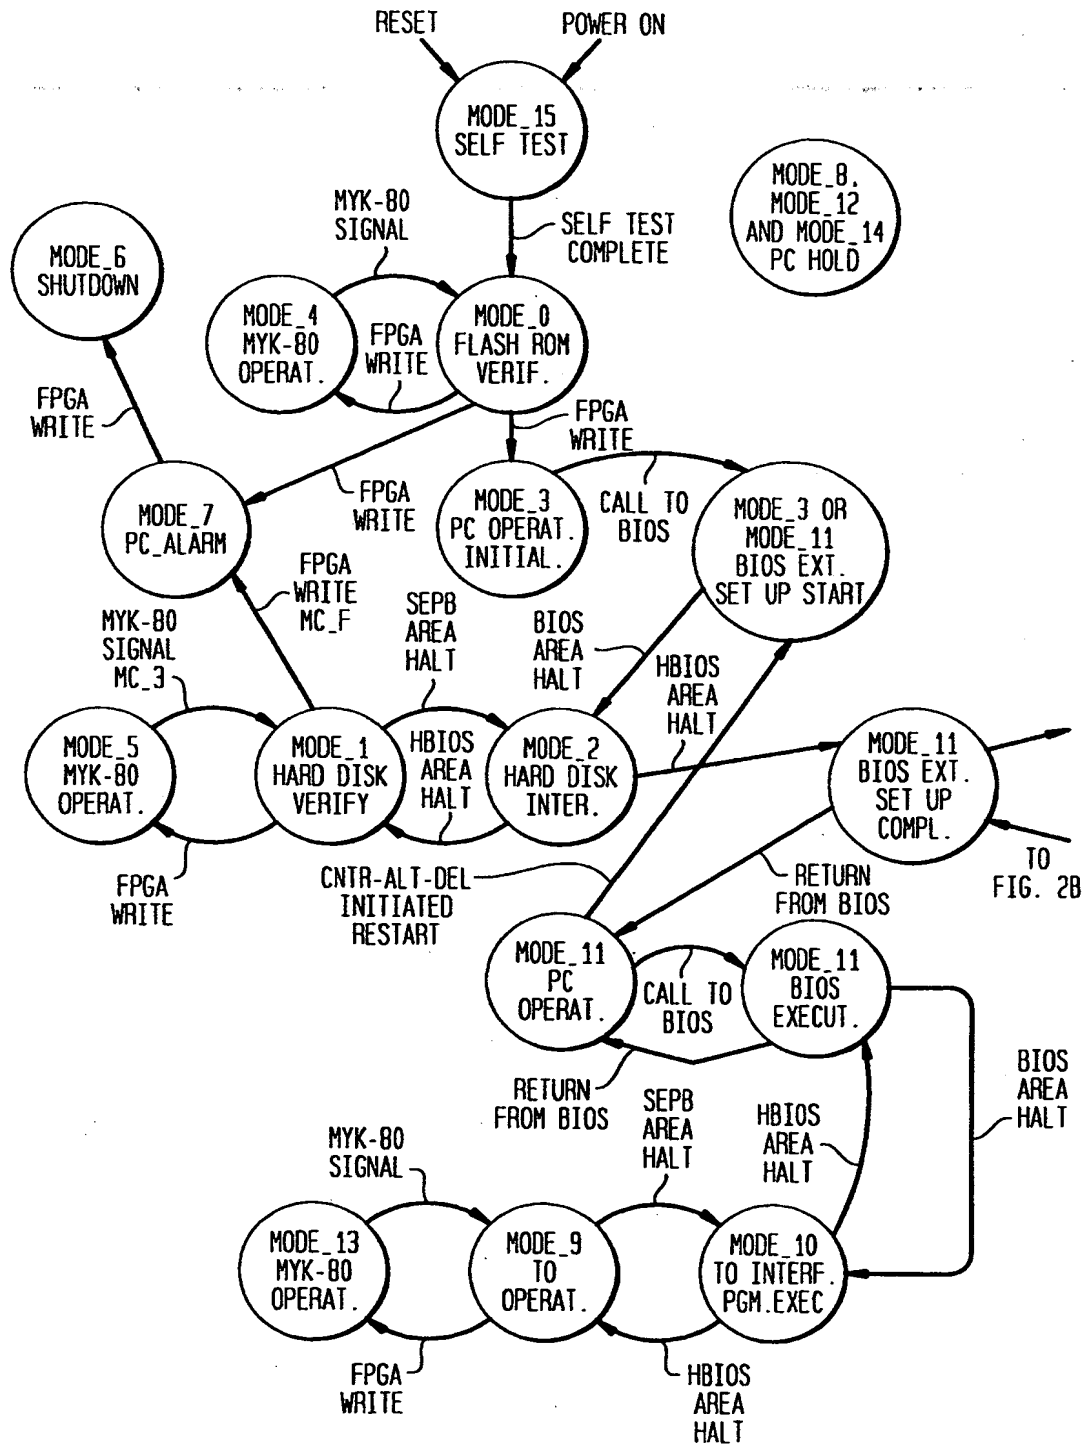 RESET
POWER ON
MODE_15
SELF TEST
MODE_8,
MODE_12
AND MODE_14
PC HOLD
MYK-80
SIGNAL
SELF TEST
COMPLETE
MODE_6
SHUTDOWN
MODE_4
MYK-80
OPERAT.
FPGA
WRITE
MODE_0
FLASH ROM
VERIF.
FPGA
WRITE
FPGA
WRITE
FPGA
WRITE
MODE_7
PC_ALARM
MODE_3
PC OPERAT.
INITIAL.
CALL TO
BIOS
MODE_3 OR
MODE_11
BIOS EXT.
SET UP START
FPGA
WRITE
MC_F
MYK-80
SIGNAL
MC_3
SEPB
AREA
HALT
BIOS
AREA
HALT
HBIOS
AREA
HALT
MODE_5
MYK-80
OPERAT.
MODE_1
HARD DISK
VERIFY
HBIOS
AREA
HALT
MODE_2
HARD DISK
INTER.
MODE_11
BIOS EXT.
SET UP
COMPL.
FPGA
WRITE
CNTR-ALT-DEL
INITIATED
RESTART
RETURN
FROM BIOS
TO
FIG. 2B
MODE_11
PC
OPERAT.
CALL TO
BIOS
MODE_11
BIOS
EXECUT.
RETURN
FROM BIOS
SEPB
AREA
HALT
HBIOS
AREA
HALT
BIOS
AREA
HALT
MYK-80
SIGNAL
MODE_13
MYK-80
OPERAT.
MODE_9
TO
OPERAT.
MODE_10
TO INTERF.
PGM.EXEC
FPGA
WRITE
HBIOS
AREA
HALT